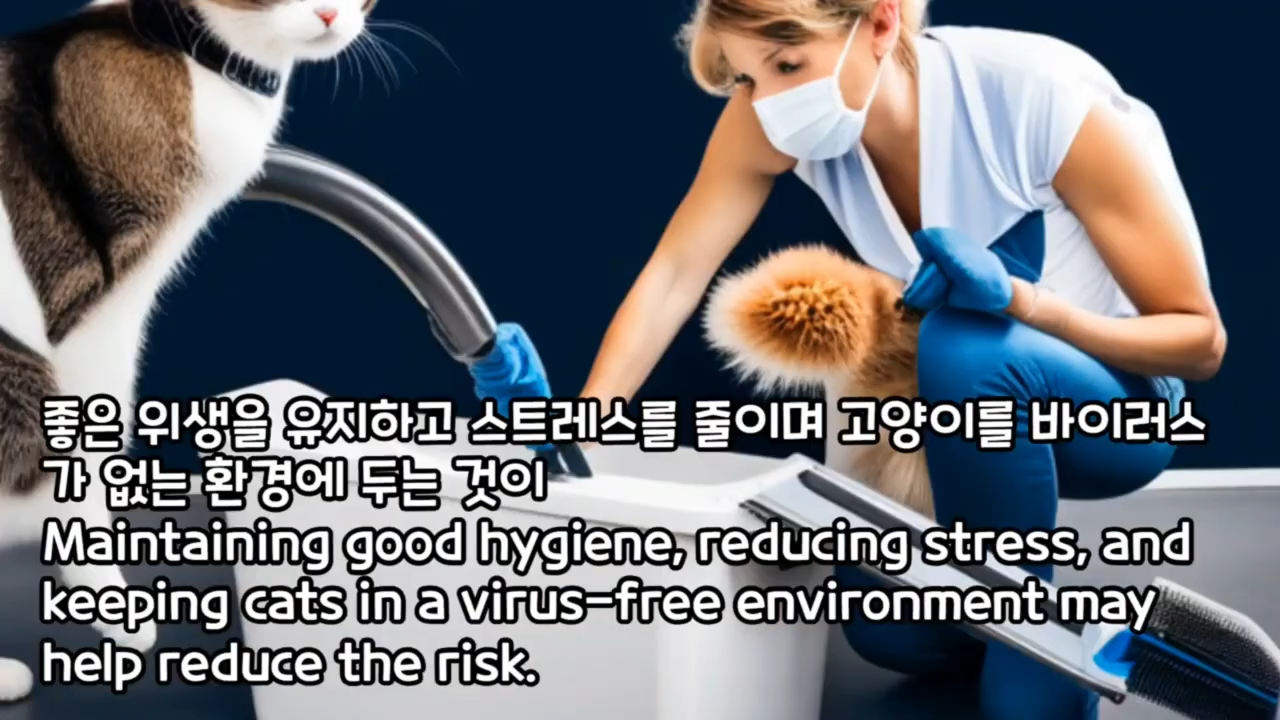 좋은 위생을 유지하고 스트레스를 줄이며 고양이를 바이러스
가 없는 환경에 두는 것이
Maintaining good hygiene, reducing stress, and
keeping cats in a virus-free environment may
help reduce the risk.